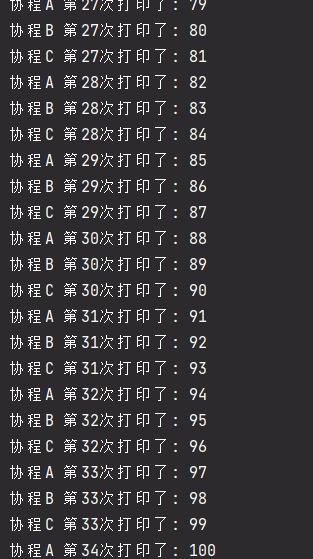 协程A 第27次打印了: 79
协程B 第27次打印了: 80
协程C 第27次打印了: 81
协程A 第28次打印了: 82
协程B 第28次打印了: 83
协程C 第28次打印了: 84
协程A 第29次打印了: 85
协程B 第29次打印了: 86
协程C 第29次打印了: 87
协程A 第30次打印了: 88
协程B 第30次打印了: 89
协程C 第30次打印了: 90
协程A 第31次打印了: 91
协程B 第31次打印了: 92
协程C 第31次打印了: 93
协程A 第32次打印了: 94
协程B 第32次打印了: 95
协程C 第32次打印了: 96
协程A 第33次打印了: 97
协程B 第33次打印了: 98
协程C 第33次打印了: 99
协程A 第34次打印了: 100